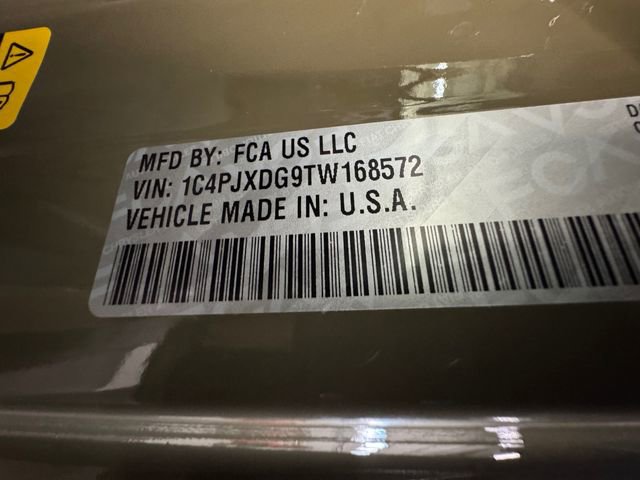 MFD BY: FCA US LLC
VIN: 1C4PJXDG9TW168572
VEHICLE MADE IN: U.S.A.